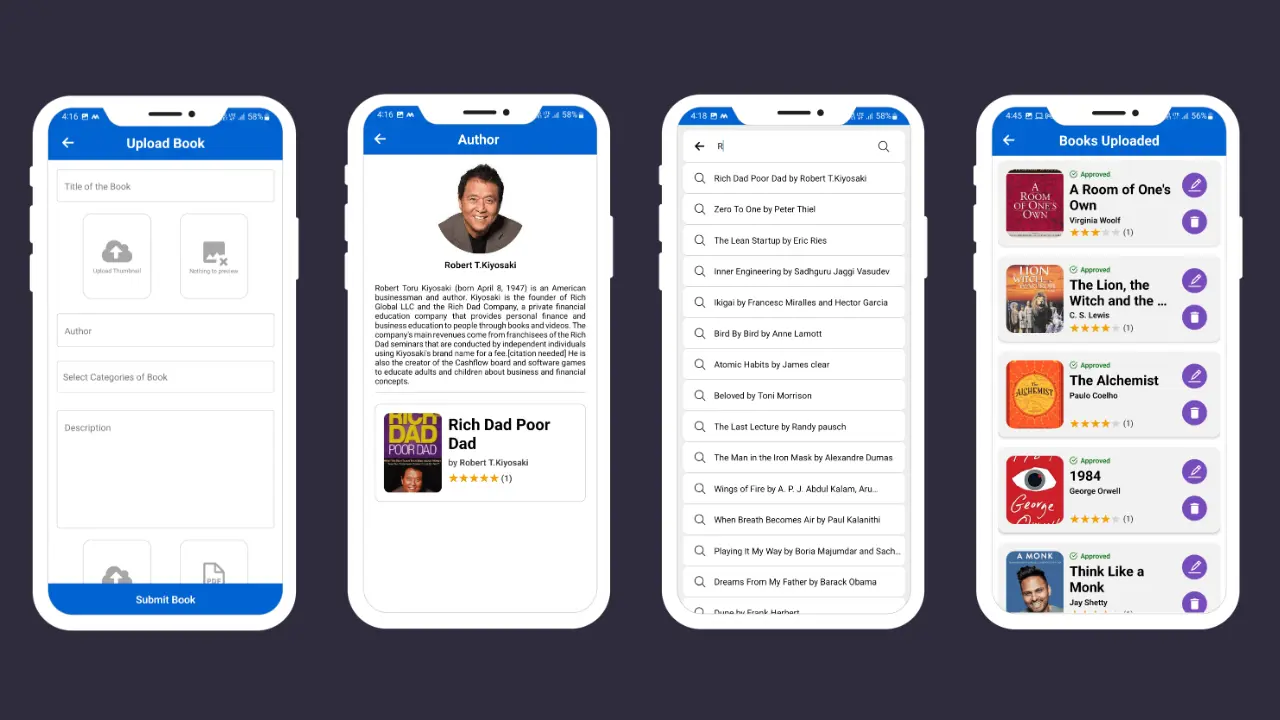 4:16
58%
Upload Book
Title of the Book
Upload Thumbnail
Nothing to preview
Author
Select Categories of Book
Description
PDF
Submit Book
4:16
58%
Author
Robert T.Kiyosaki
Robert Toru Kiyosaki (born April 8, 1947) is an American
businessman and author. Kiyosaki is the founder of Rich
Global LLC and the Rich Dad Company, a private financial
education company that provides personal finance and
business education to people through books and videos. The
company's main revenues come from franchisees of the Rich
Dad seminars that are conducted by independent individuals
using Kiyosaki's brand name for a fee.[citation needed] He is
also the creator of the Cashflow board and software games
to educate adults and children about business and financial
concepts.
RICH
DAD
POOR DAD
Rich Dad Poor
Dad
by Robert T.Kiyosaki
(1)
4:18
58%
R
Rich Dad Poor Dad by Robert T.Kiyosaki
Zero To One by Peter Thiel
The Lean Startup by Eric Ries
Inner Engineering by Sadhguru Jaggi Vasudev
Ikigai by Francesc Miralles and Hector Garcia
Bird By Bird by Anne Lamott
Atomic Habits by James clear
Beloved by Toni Morrison
The Last Lecture by Randy pausch
The Man in the Iron Mask by Alexandre Dumas
Wings of Fire by A. P. J. Abdul Kalam, Aru...
When Breath Becomes Air by Paul Kalanithi
Playing It My Way by Boria Majumdar and Sach...
Dreams From My Father by Barack Obama
Dune by Frank Herbert
4:45
56%
Books Uploaded
A
ROOM OF
ONE'S
OWN
Approved
A Room of One's
Own
Virginia Woolf
(1)
LION
WITCH
Approved
The Lion, the
Witch and the ...
C. S. Lewis
(1)
ALCHEMIST
Approved
The Alchemist
Paulo Coelho
(1)
George
Orwell
Approved
1984
George Orwell
(1)
A MONK
Approved
Think Like a
Monk
Jay Shetty